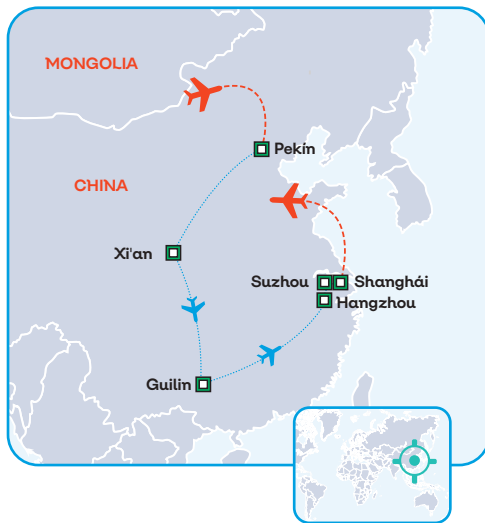 MONGOLIA
Pekín
CHINA
Xi'an
Suzhou
Shanghái
Hangzhou
Guilin